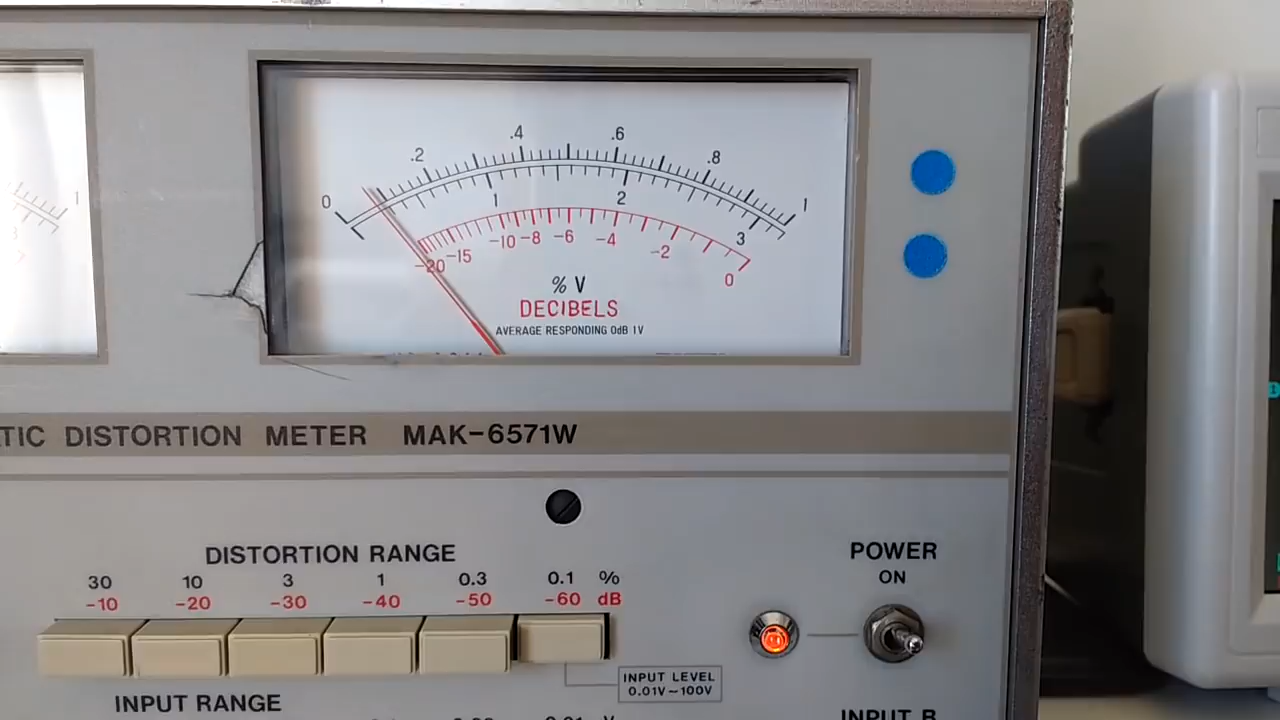 .4 .6
.2 .8
0 1
1 2
3
-20 -15 -10 -8 -6 -4 -2 0
% V
DECIBELS
AVERAGE RESPONDING 0dB 1V
1
TIC DISTORTION METER MAK-6571W
DISTORTION RANGE
30 10 3 1 0.3 0.1 %
-10 -20 -30 -40 -50 -60 dB
POWER
ON
INPUT LEVEL
0.01V~100V
INPUT RANGE
INPUT B